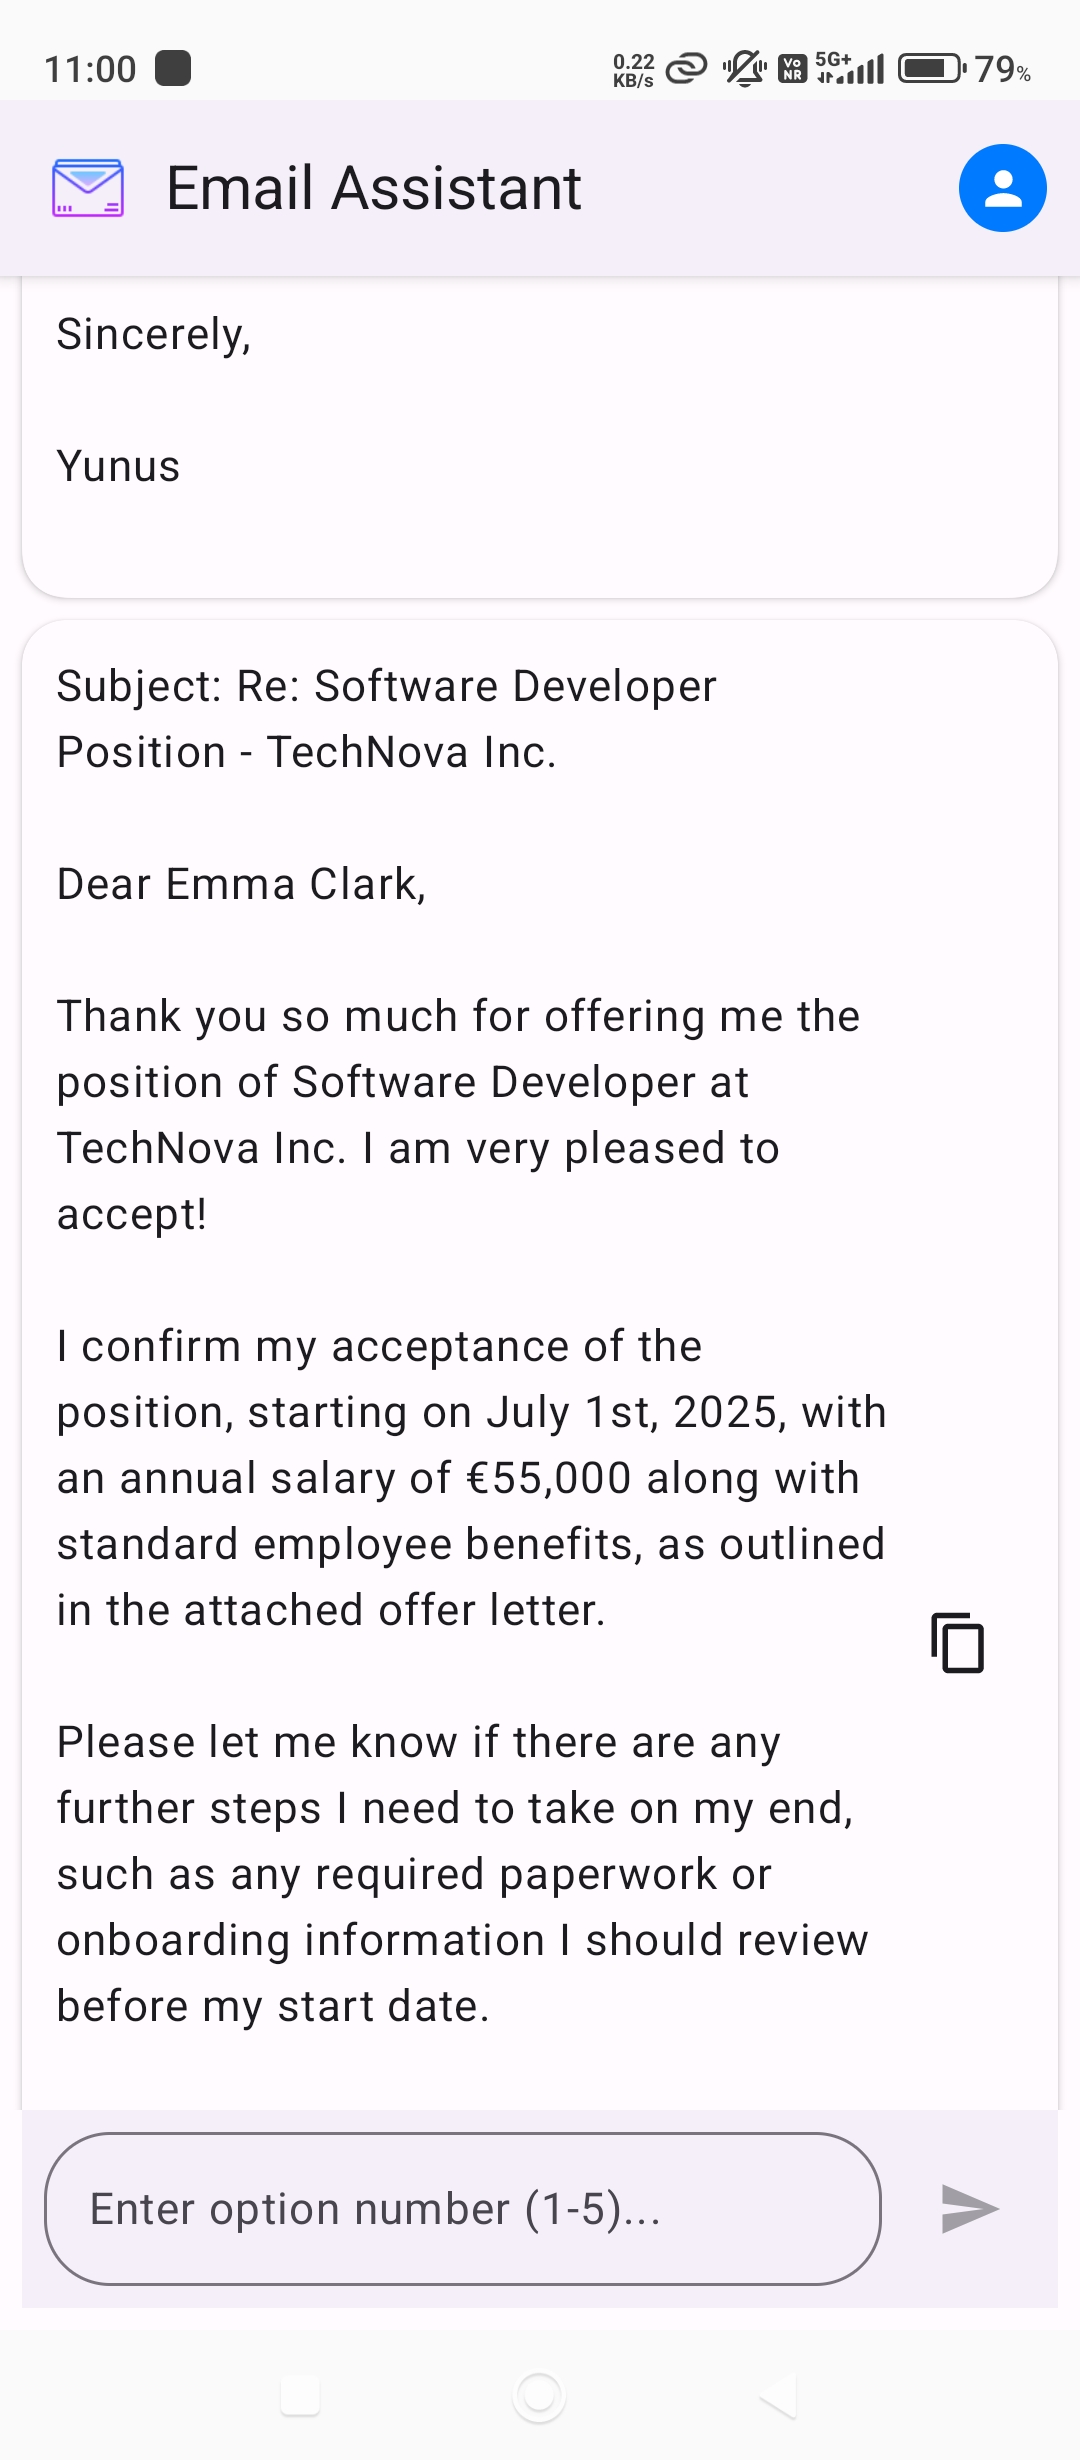 11:00
0.22
KB/s
Vo
NR
5G+
79%
Email Assistant
Sincerely,
Yunus
Subject: Re: Software Developer
Position - TechNova Inc.
Dear Emma Clark,
Thank you so much for offering me the
position of Software Developer at
TechNova Inc. I am very pleased to
accept!
I confirm my acceptance of the
position, starting on July 1st, 2025, with
an annual salary of €55,000 along with
standard employee benefits, as outlined
in the attached offer letter.
Please let me know if there are any
further steps I need to take on my end,
such as any required paperwork or
onboarding information I should review
before my start date.
Enter option number (1-5)...